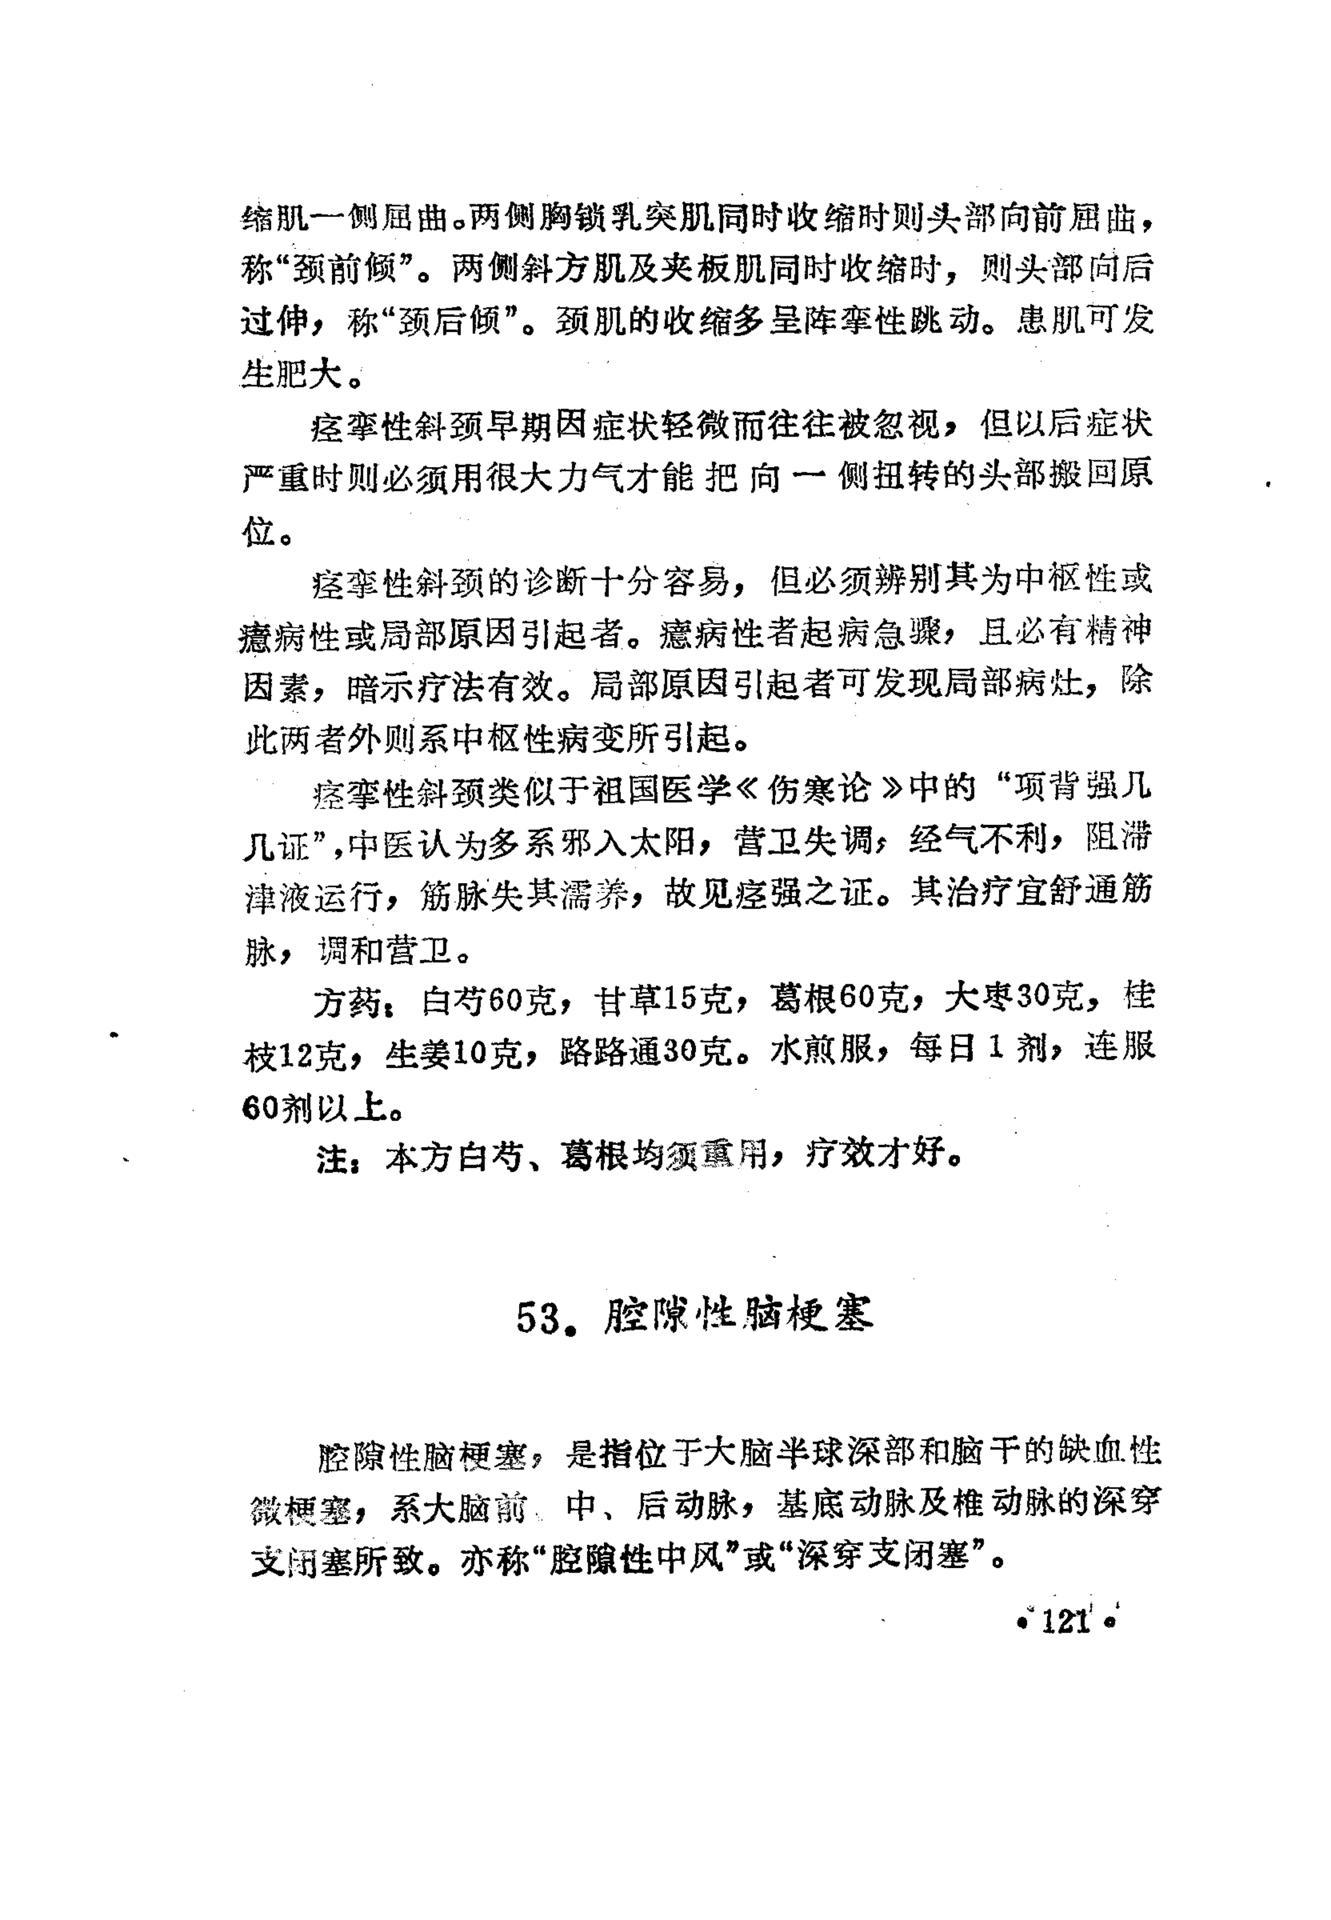 缩肌一侧屈曲。两侧胸锁乳突肌同时收缩时则头部向前屈曲，
称“颈前倾”。两侧斜方肌及夹板肌同时收缩时，则头部向后
过伸，称“颈后倾”。颈肌的收缩多呈阵挛性跳动。患肌可发
生肥大。
痉挛性斜颈早期因症状轻微而往往被忽视，但以后症状
严重时则必须用很大力气才能把向一侧扭转的头部搬回原
位。
痉挛性斜颈的诊断十分容易，但必须辨别其为中枢性或
癔病性或局部原因引起者。癔病性者起病急骤，且必有精神
因素，暗示疗法有效。局部原因引起者可发现局部病灶，除
此两者外则系中枢性病变所引起。
痉挛性斜颈类似于祖国医学《伤寒论》中的“项背强几
几证”，中医认为多系邪入太阳，营卫失调；经气不利，阻滞
津液运行，筋脉失其濡养，故见痉强之证。其治疗宜舒通筋
脉，调和营卫。
方药：白芍60克，甘草15克，葛根60克，大枣30克，桂
枝12克，生姜10克，路路通30克。水煎服，每日1剂，连服
60剂以上。
注：本方白芍、葛根均须重用，疗效才好。
53．腔隙性脑梗塞
腔隙性脑梗塞，是指位于大脑半球深部和脑干的缺血性
微梗塞，系大脑前、中、后动脉，基底动脉及椎动脉的深穿
支闭塞所致。亦称“腔隙性中风”或“深穿支闭塞”。
·121·